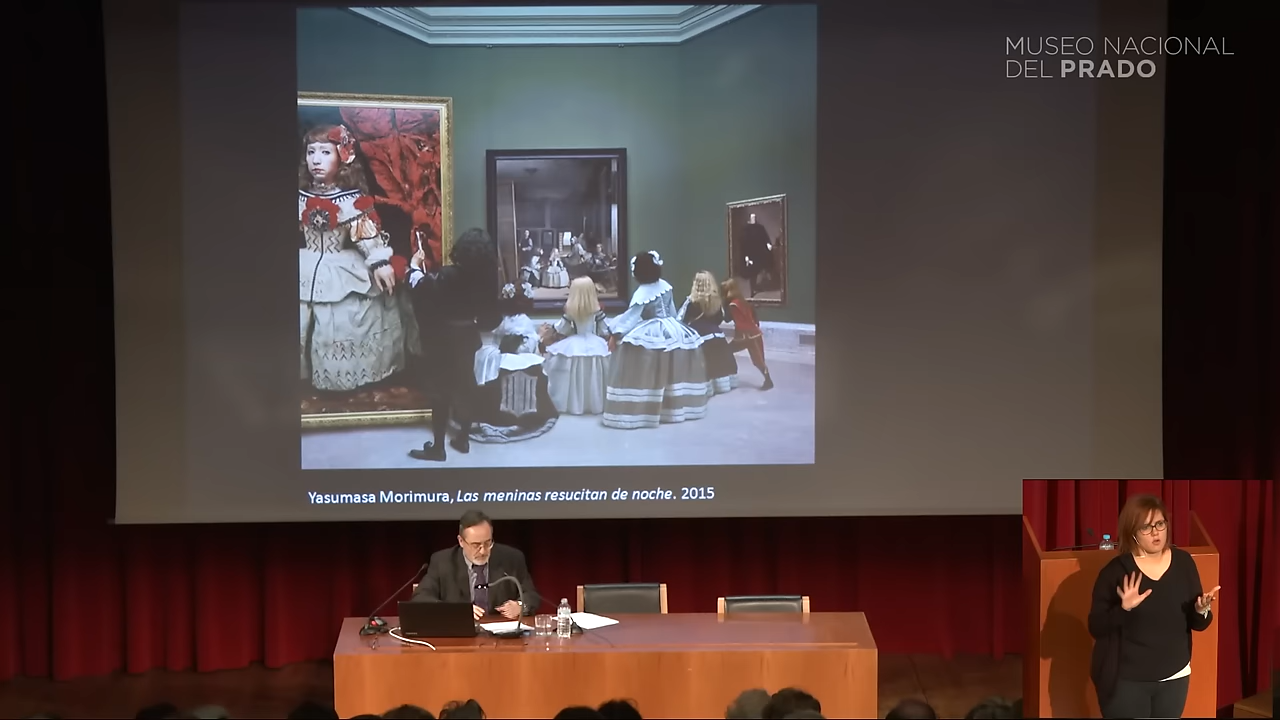 MUSEO NACIONAL
DEL PRADO
Yasumasa Morimura, Las meninas resucitan de noche. 2015